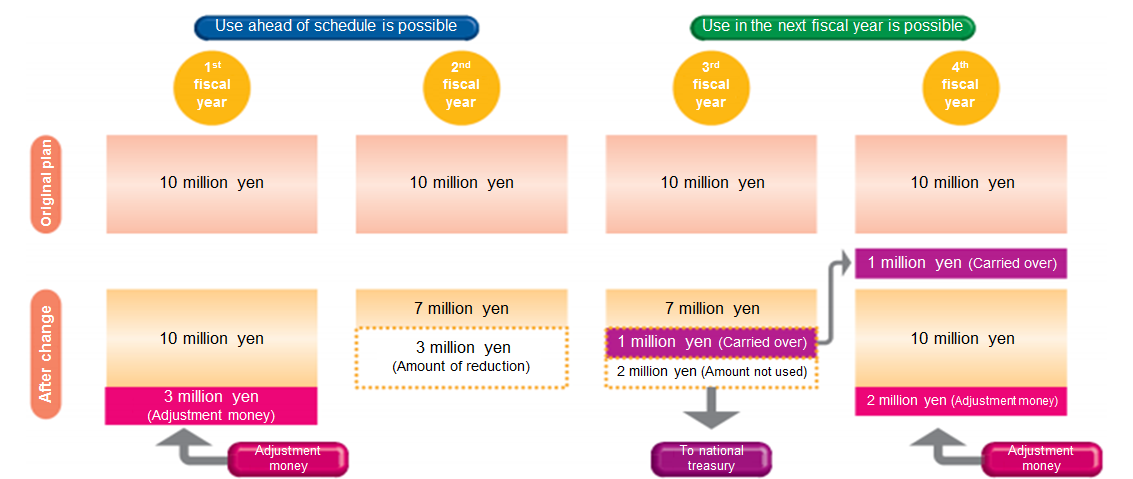 Use ahead of schedule is possible
Use in the next fiscal year is possible
1st
fiscal
year
2nd
fiscal
year
3rd
fiscal
year
4th
fiscal
year
Original plan
10 million yen
10 million yen
10 million yen
10 million yen
1 million yen (Carried over)
After change
10 million yen
3 million yen
(Adjustment money)
7 million yen
3 million yen
(Amount of reduction)
7 million yen
1 million yen (Carried over)
2 million yen (Amount not used)
10 million yen
2 million yen (Adjustment money)
Adjustment
money
To national
treasury
Adjustment
money